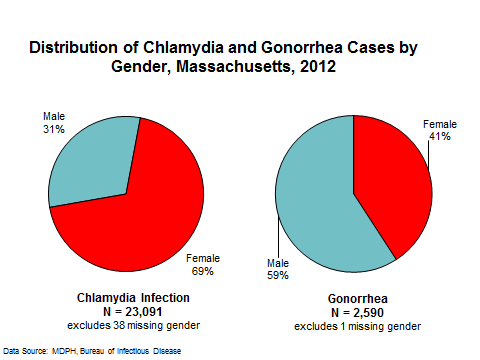 Distribution of Chlamydia and Gonorrhea Cases by
Gender, Massachusetts, 2012
Male
31%
Female
69%
Chlamydia Infection
N = 23,091
excludes 38 missing gender
Female
41%
Male
59%
Gonorrhea
N = 2,590
excludes 1 missing gender
Data Source: MDPH, Bureau of Infectious Disease